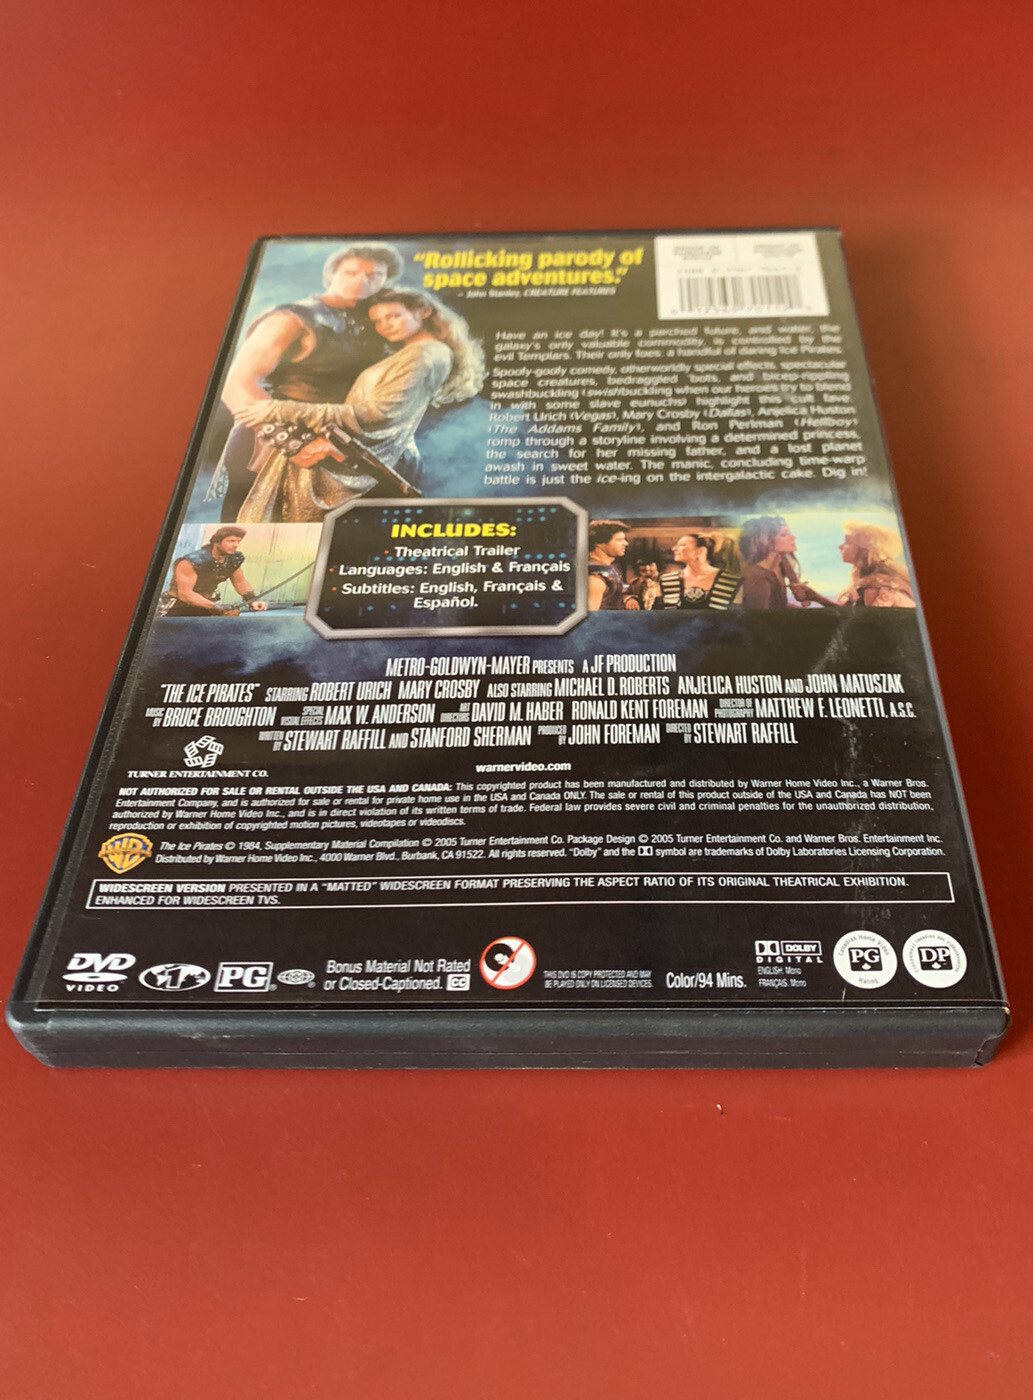 "Rollicking parody of
space adventures."
– John Stanley, CREATURE FEATURES
Have an ice day! It's a parched future, and water, the
galaxy's only valuable commodity, is controlled by the
evil Templars. Their only foes: a handful of daring Ice Pirates.
Spoofy-goofy comedy, otherworldly special effects, spectacular
space creatures, bedraggled 'bots, and bicep-rippling
swashbuckling (swishbuckling when our heroes try to blend
in with some slave eunuchs) highlight this cult fave.
Robert Urich (Vegas), Mary Crosby (Dallas), Anjelica Huston
(The Addams Family), and Ron Perlman (Hellboy)
romp through a storyline involving a determined princess,
the search for her missing father, and a lost planet
awash in sweet water. The manic, concluding time-warp
battle is just the ice-ing on the intergalactic cake. Dig in!
INCLUDES:
· Theatrical Trailer
· Languages: English & Français
· Subtitles: English, Français &
Español.
METRO-GOLDWYN-MAYER PRESENTS A JF PRODUCTION
"THE ICE PIRATES" STARRING ROBERT URICH MARY CROSBY ALSO STARRING MICHAEL D. ROBERTS ANJELICA HUSTON AND JOHN MATUSZAK
MUSIC BY BRUCE BROUGHTON SPECIAL VISUAL EFFECTS MAX W. ANDERSON ART DIRECTORS DAVID M. HABER RONALD KENT FOREMAN DIRECTOR OF PHOTOGRAPHY MATTHEW F. LEONETTI, A.S.C.
WRITTEN BY STEWART RAFFILL AND STANFORD SHERMAN PRODUCED BY JOHN FOREMAN DIRECTED BY STEWART RAFFILL
TURNER ENTERTAINMENT CO.
warnervideo.com
NOT AUTHORIZED FOR SALE OR RENTAL OUTSIDE THE USA AND CANADA: This copyrighted product has been manufactured and distributed by Warner Home Video Inc., a Warner Bros.
Entertainment Company, and is authorized for sale or rental for private home use in the USA and Canada ONLY. The sale or rental of this product outside of the USA and Canada has NOT been
authorized by Warner Home Video Inc., and is in direct violation of its written terms of trade. Federal law provides severe civil and criminal penalties for the unauthorized distribution,
reproduction or exhibition of copyrighted motion pictures, videotapes or videodiscs.
The Ice Pirates © 1984, Supplementary Material Compilation © 2005 Turner Entertainment Co. Package Design © 2005 Turner Entertainment Co. and Warner Bros. Entertainment Inc.
Distributed by Warner Home Video Inc., 4000 Warner Blvd., Burbank, CA 91522. All rights reserved. "Dolby" and the DD symbol are trademarks of Dolby Laboratories Licensing Corporation.
WIDESCREEN VERSION PRESENTED IN A "MATTED" WIDESCREEN FORMAT PRESERVING THE ASPECT RATIO OF ITS ORIGINAL THEATRICAL EXHIBITION.
ENHANCED FOR WIDESCREEN TVS.
DVD
VIDEO
1
PG
Bonus Material Not Rated
or Closed-Captioned. CC
THIS DVD IS COPY PROTECTED AND MAY
BE PLAYED ONLY ON LICENSED DEVICES.
Color/94 Mins.
DOLBY
DIGITAL
ENGLISH: Mono
FRANÇAIS: Mono
Canadian Home Video
PG
Rating
DP